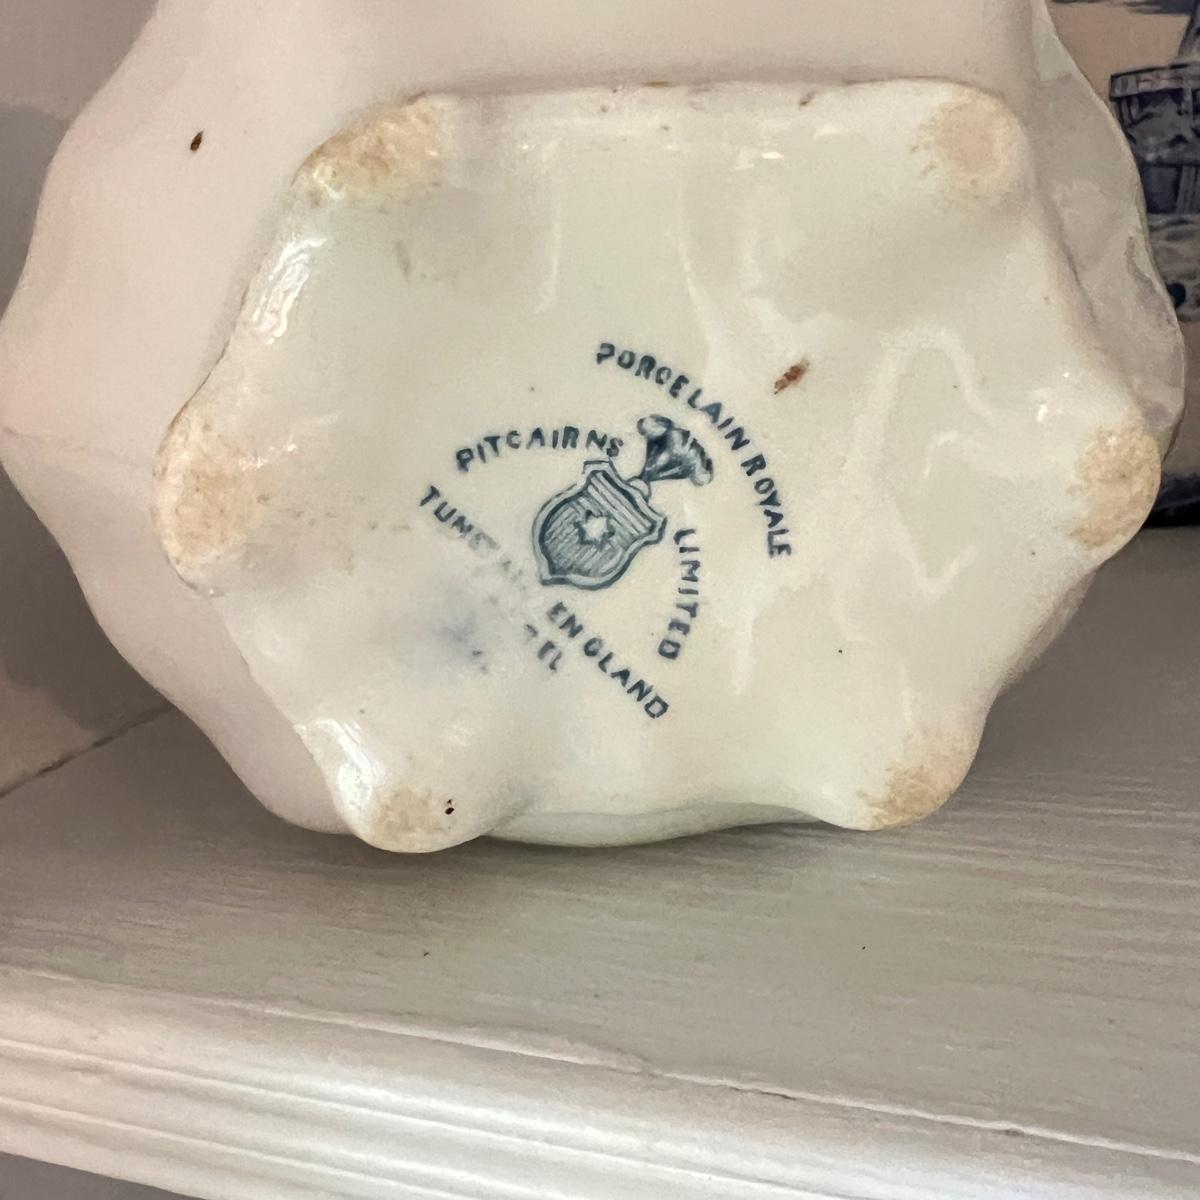 PORCELAIN ROYALE
PITCAIRNS LIMITED
ENGLAND